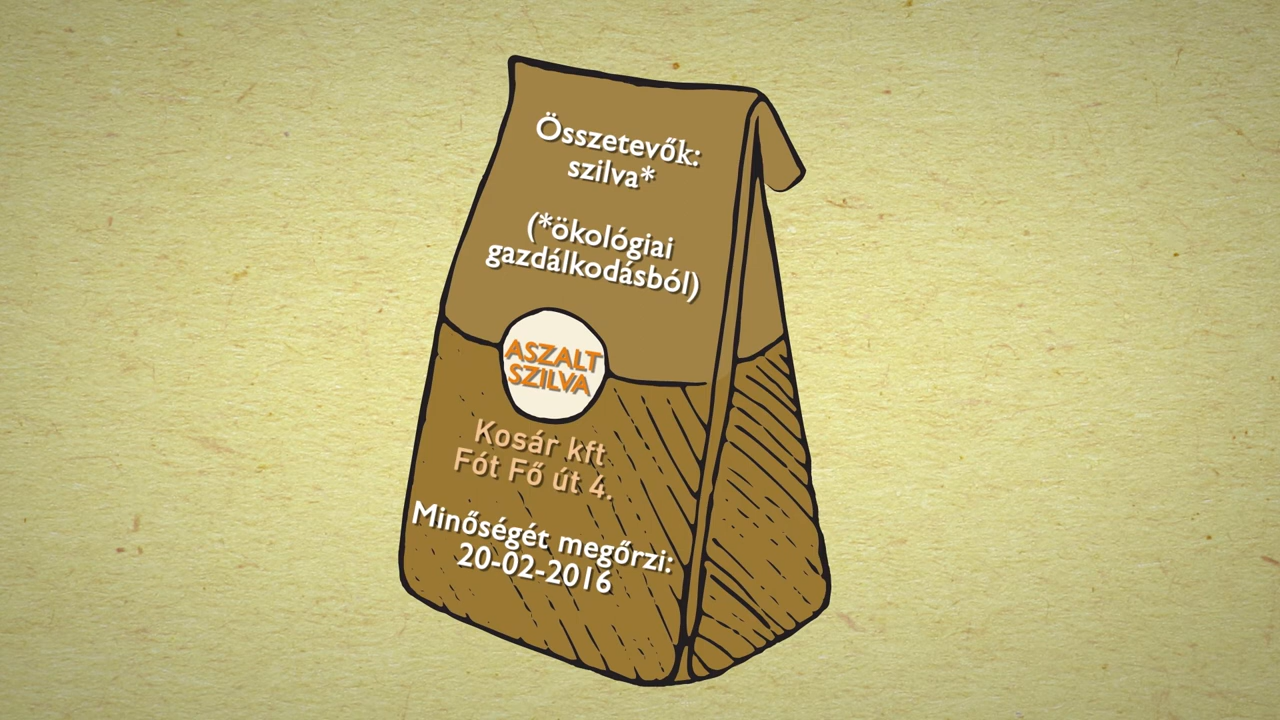 Összetevők:
szilva*
(*ökológiai
gazdálkodásból)
ASZALT
SZILVA
Kosár kft
Fót Fő út 4.
Minőségét megőrzi:
20-02-2016